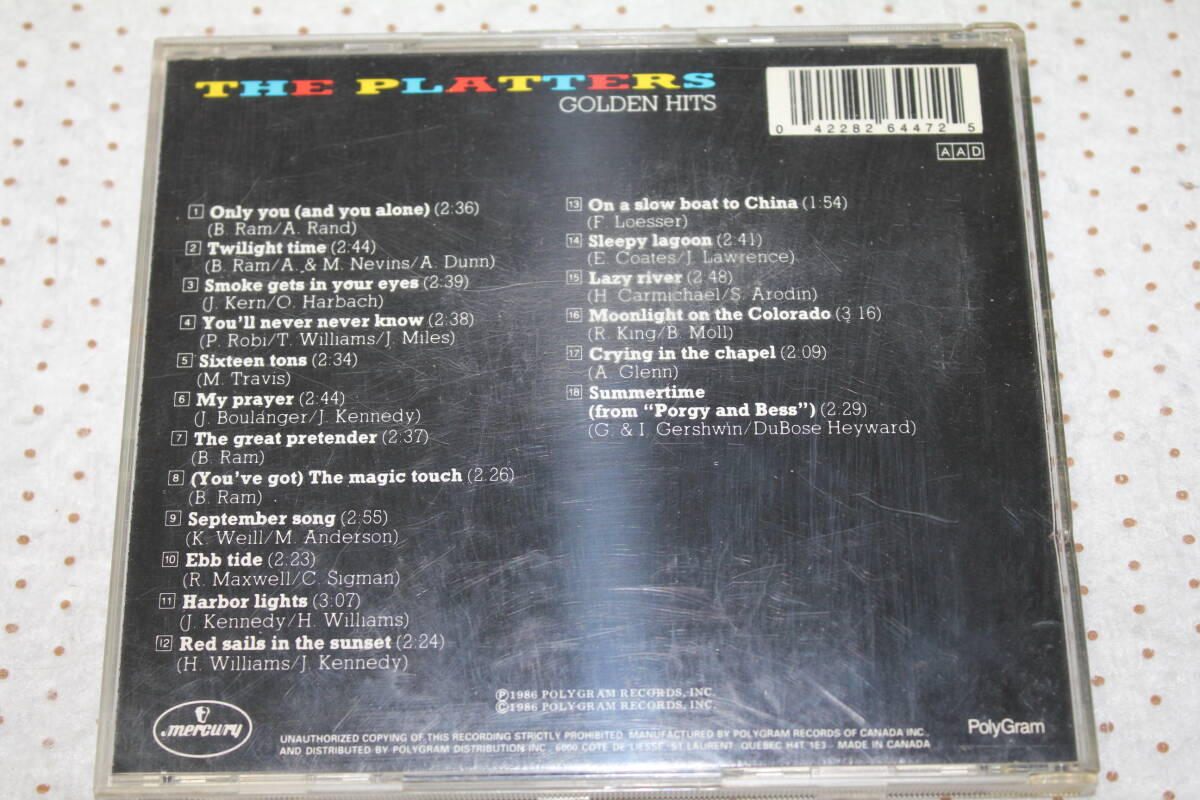 THE PLATTERS
GOLDEN HITS
0 42282 64472 5
AAD
1 Only you (and you alone) (2:36)
(B. Ram/A. Rand)
2 Twilight time (2:44)
(B. Ram/A. & M. Nevins/A. Dunn)
3 Smoke gets in your eyes (2:39)
(J. Kern/O. Harbach)
4 You'll never never know (2:38)
(P. Robi/T. Williams/J. Miles)
5 Sixteen tons (2:34)
(M. Travis)
6 My prayer (2:44)
(J. Boulanger/J. Kennedy)
7 The great pretender (2:37)
(B. Ram)
8 (You've got) The magic touch (2:26)
(B. Ram)
9 September song (2:55)
(K. Weill/M. Anderson)
10 Ebb tide (2:23)
(R. Maxwell/C. Sigman)
11 Harbor lights (3:07)
(J. Kennedy/H. Williams)
12 Red sails in the sunset (2:24)
(H. Williams/J. Kennedy)
13 On a slow boat to China (1:54)
(F. Loesser)
14 Sleepy lagoon (2:41)
(E. Coates/J. Lawrence)
15 Lazy river (2:48)
(H. Carmichael/S. Arodin)
16 Moonlight on the Colorado (3:16)
(R. King/B. Moll)
17 Crying in the chapel (2:09)
(A. Glenn)
18 Summertime
(from "Porgy and Bess") (2:29)
(G. & I. Gershwin/DuBose Heyward)
℗1986 POLYGRAM RECORDS, INC.
©1986 POLYGRAM RECORDS, INC.
mercury
UNAUTHORIZED COPYING OF THIS RECORDING STRICTLY PROHIBITED. MANUFACTURED BY POLYGRAM RECORDS OF CANADA INC.,
AND DISTRIBUTED BY POLYGRAM DISTRIBUTION INC., 6000 COTE DE LIESSE, ST. LAURENT, QUEBEC H4T 1E3 . MADE IN CANADA
PolyGram